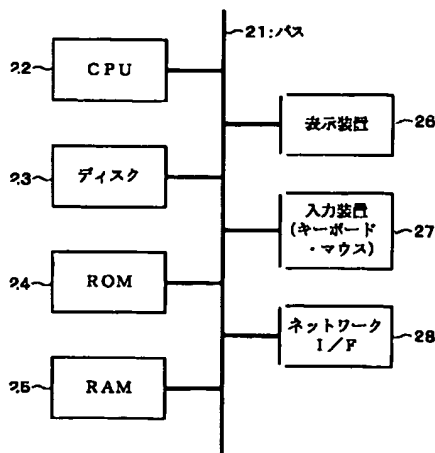 21:バス
22
CPU
表示装置
26
23
ディスク
入力装置
(キーボード
・マウス)
27
24
ROM
ネットワーク
I/F
28
25
RAM